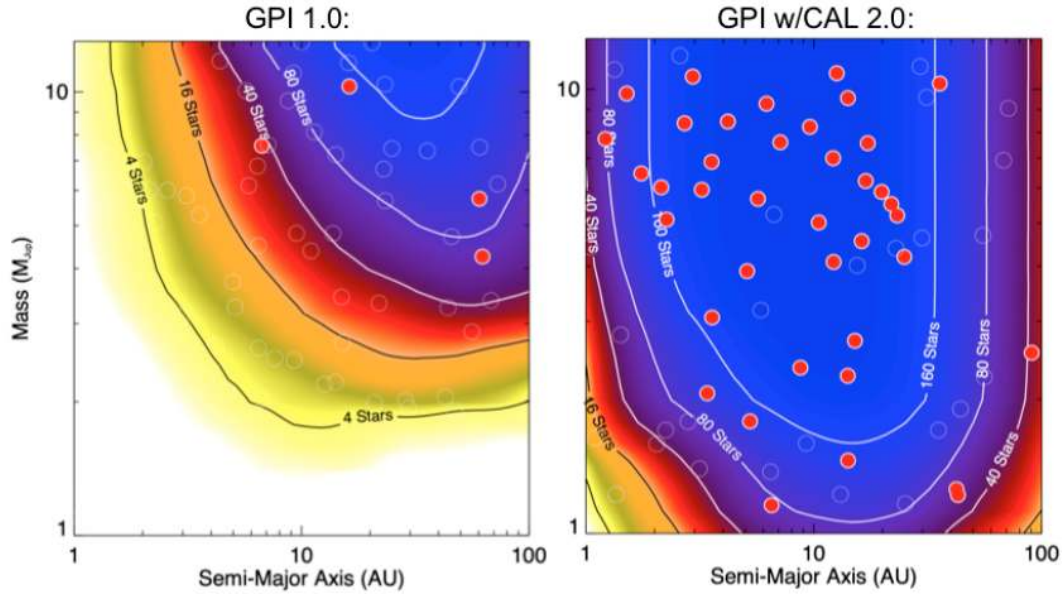 GPI 1.0:
GPI w/CAL 2.0:
Mass (MJup)
10
1
4 Stars
16 Stars
40 Stars
80 Stars
4 Stars
1
10
100
Semi-Major Axis (AU)
10
1
80 Stars
40 Stars
160 Stars
16 Stars
80 Stars
160 Stars
80 Stars
40 Stars
1
10
100
Semi-Major Axis (AU)